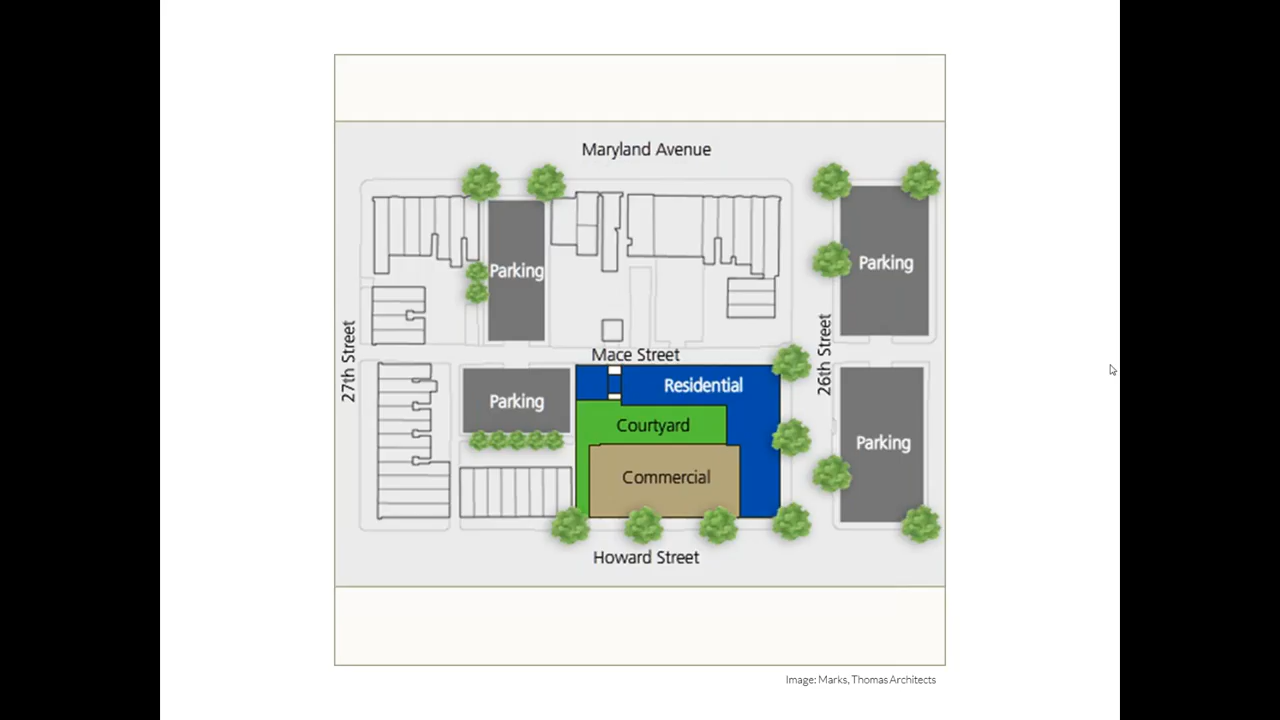 Maryland Avenue
Parking
Parking
27th Street
26th Street
Mace Street
Residential
Parking
Courtyard
Parking
Commercial
Howard Street
Image: Marks, Thomas Architects